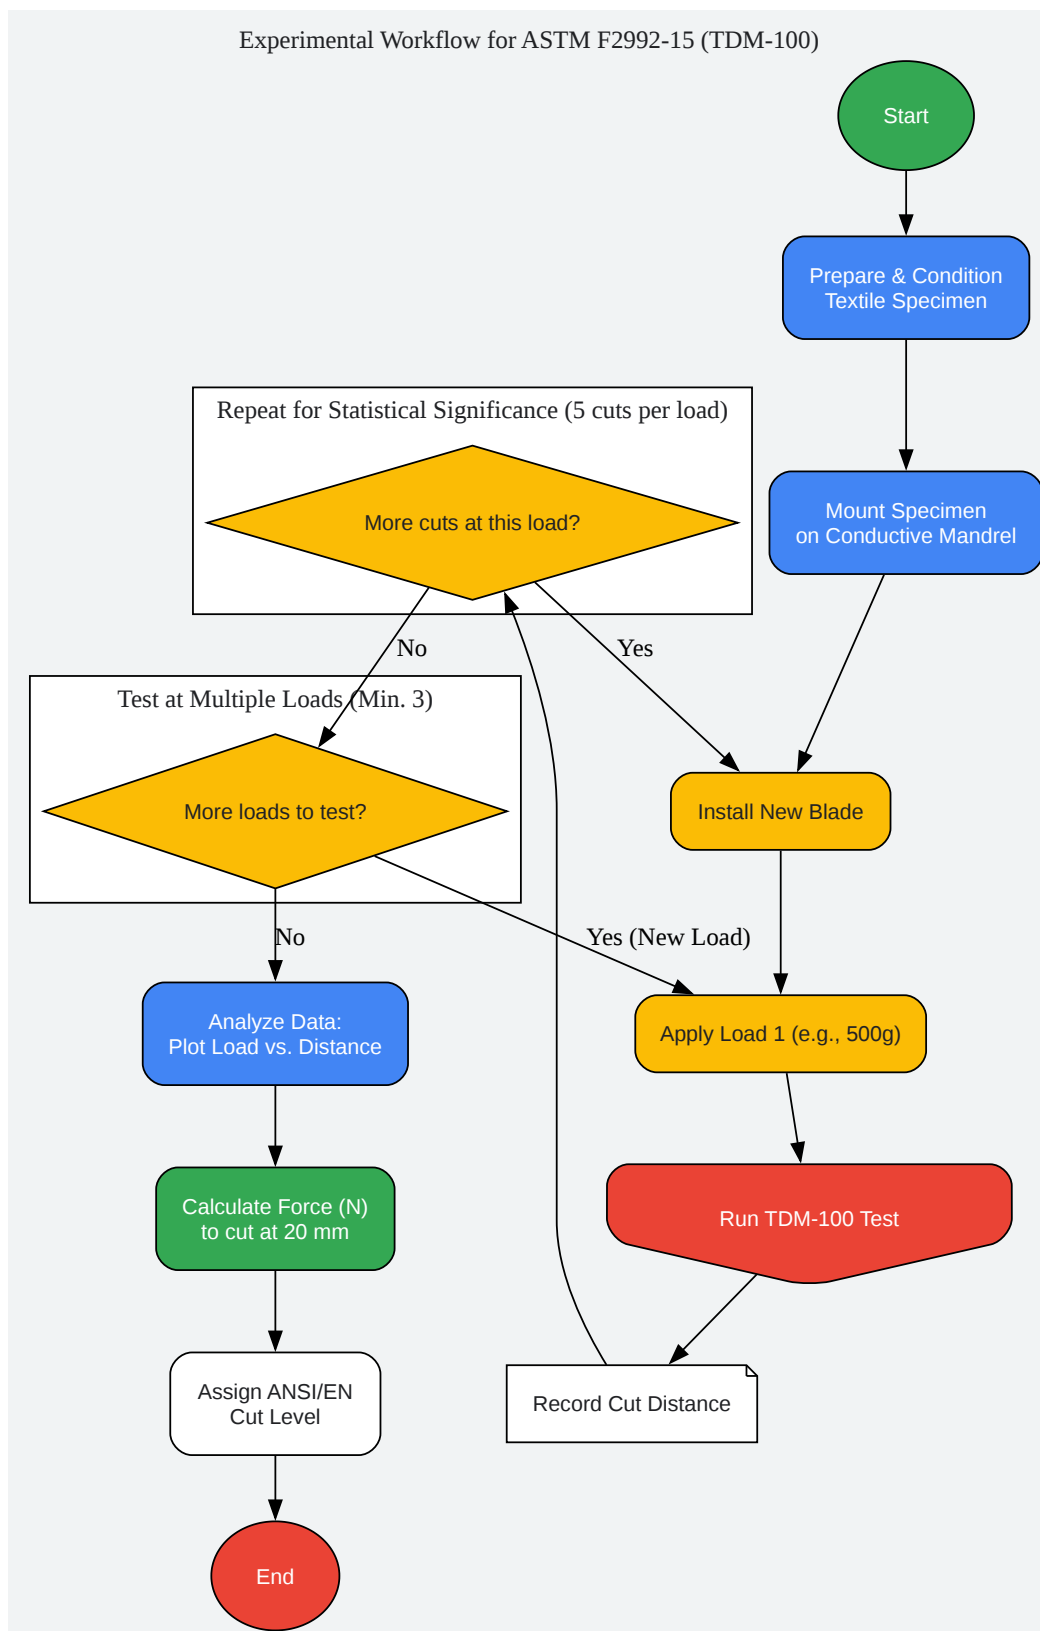 Experimental Workflow for ASTM F2992-15 (TDM-100)
Start
Prepare & Condition
Textile Specimen
Mount Specimen
on Conductive Mandrel
Repeat for Statistical Significance (5 cuts per load)
More cuts at this load?
No
Yes
Test at Multiple Loads (Min. 3)
More loads to test?
Install New Blade
No
Yes (New Load)
Apply Load 1 (e.g., 500g)
Analyze Data:
Plot Load vs. Distance
Run TDM-100 Test
Calculate Force (N)
to cut at 20 mm
Record Cut Distance
Assign ANSI/EN
Cut Level
End